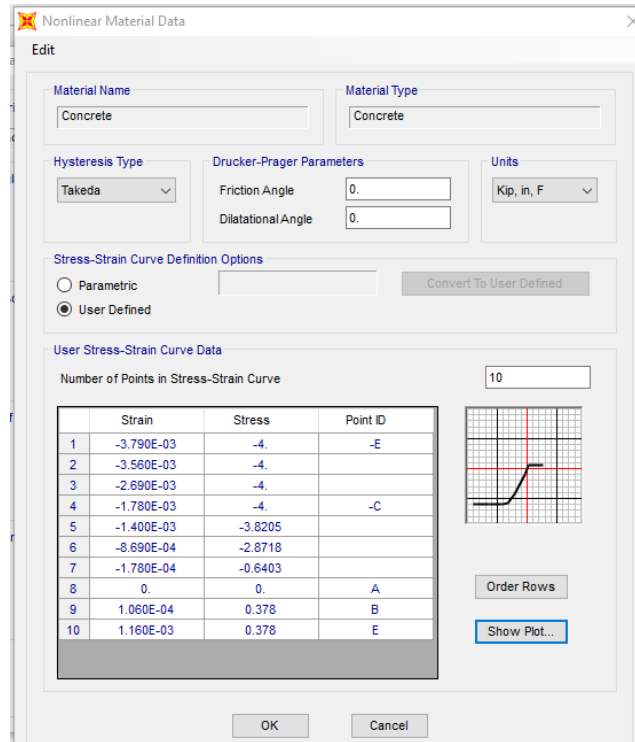 Nonlinear Material Data
Edit
Material Name
Concrete
Material Type
Concrete
Hysteresis Type
Takeda
Drucker-Prager Parameters
Friction Angle 0.
Dilatational Angle 0.
Units
Kip, in, F
Stress-Strain Curve Definition Options
Parametric
Convert To User Defined
User Defined
User Stress-Strain Curve Data
Number of Points in Stress-Strain Curve 10
Strain Stress Point ID
1 -3.790E-03 -4. -E
2 -3.560E-03 -4.
3 -2.690E-03 -4.
4 -1.780E-03 -4. -C
5 -1.400E-03 -3.8205
6 -8.690E-04 -2.8718
7 -1.780E-04 -0.6403
8 0. 0. A
9 1.060E-04 0.378 B
10 1.160E-03 0.378 E
Order Rows
Show Plot...
OK Cancel